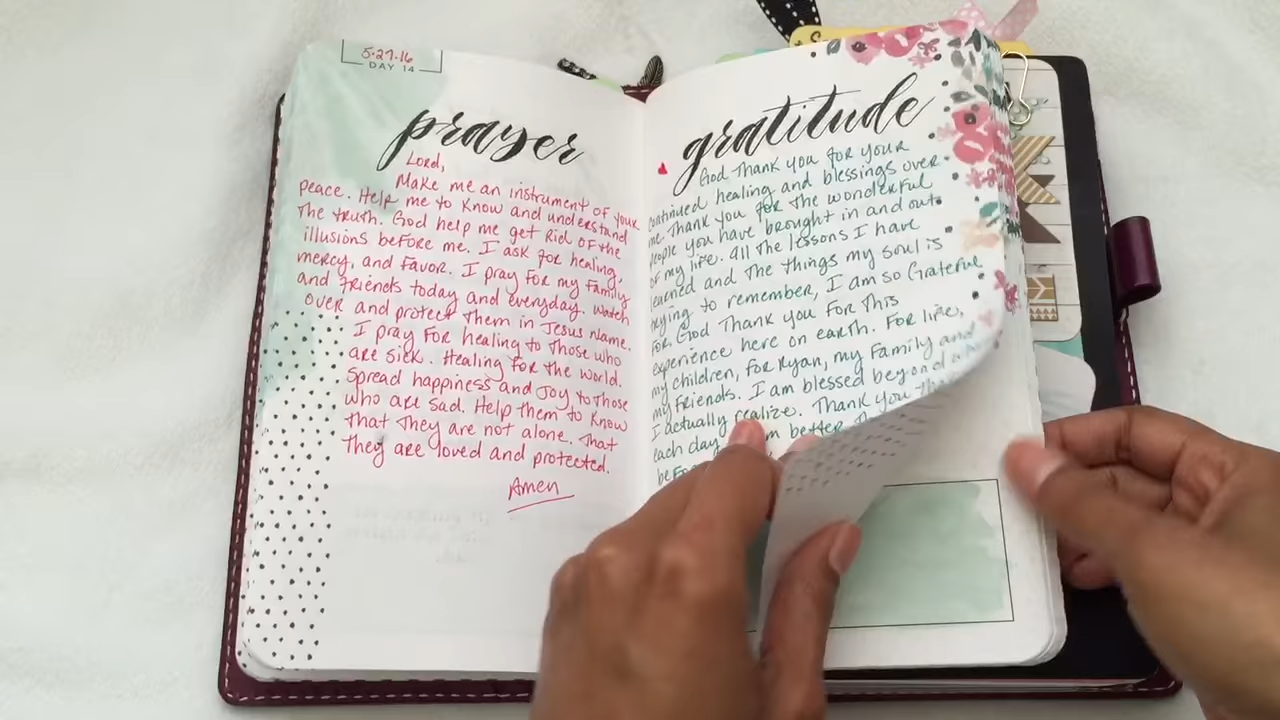 5.27.16
DAY 14
prayer
Lord,
Make me an instrument of your
peace. Help me to know and understand
the truth. God help me get rid of the
illusions before me. I ask for healing,
mercy, and favor. I pray for my family
and friends today and everyday. Watch
over and protect them in Jesus name.
I pray for healing to those who
are sick. Healing for the world.
Spread happiness and joy to those
who are sad. Help them to know
that they are not alone. That
they are loved and protected.
Amen
gratitude
God thank you for your
continued healing and blessings over
me. Thank you for the wonderful
people you have brought in and out
of my life. All the lessons I have
learned and the things my soul is
trying to remember, I am so grateful
for. God thank you for this
experience here on earth. For life,
my children, for Ryan, my family and
my friends. I am blessed beyond
I actually realize. Thank you
each day better